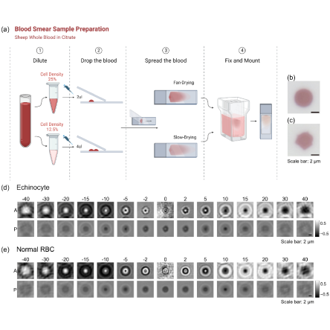 (a) Blood Smear Sample Preparation
Sheep Whole Blood in Citrate
1 2 3 4
Dilute Drop the blood Spread the blood Fix and Mount
Cell Density
25%
Cell Density
12.5%
Fan-Drying
Slow-Drying
(b)
(c)
Scale bar: 2 μm
(d) Echinocyte
-40 -30 -20 -15 -10 -5 -2 0 2 5 10 15 20 30 40
A
P
0.5
-0.5
Scale bar: 2 μm
(e) Normal RBC
-40 -30 -20 -15 -10 -5 -2 0 2 5 10 15 20 30 40
A
P
0.5
-0.5
Scale bar: 2 μm